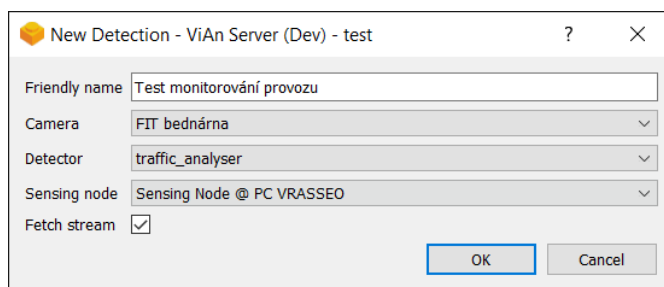 New Detection - ViAn Server (Dev) - test ?
Friendly name Test monitorování provozu
Camera FIT bednárna
Detector traffic_analyser
Sensing node Sensing Node @ PC VRASSEO
Fetch stream
OK Cancel